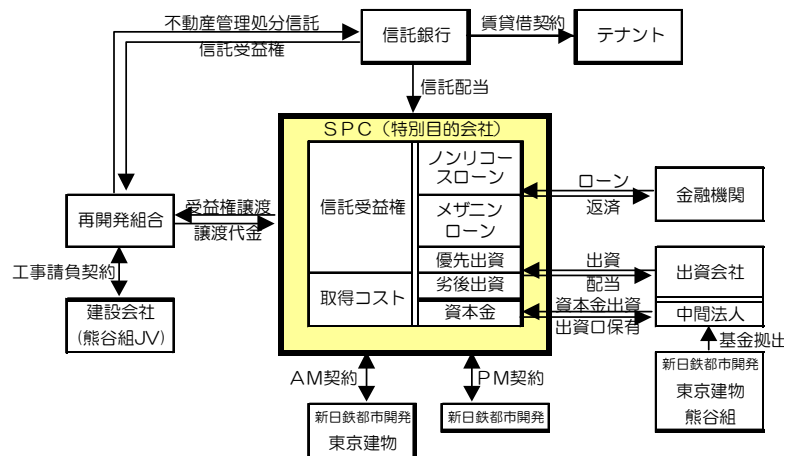 不動産管理処分信託
信託受益権
信託銀行
賃貸借契約
テナント
信託配当
SPC（特別目的会社）
信託受益権
取得コスト
ノンリコー
スローン
メザニン
ローン
優先出資
劣後出資
資本金
再開発組合
受益権譲渡
譲渡代金
工事請負契約
建設会社
(熊谷組JV)
ローン
返済
金融機関
出資
配当
出資会社
資本金出資
出資口保有
中間法人
基金拠出
新日鉄都市開発
東京建物
熊谷組
AM契約
PM契約
新日鉄都市開発
東京建物
新日鉄都市開発